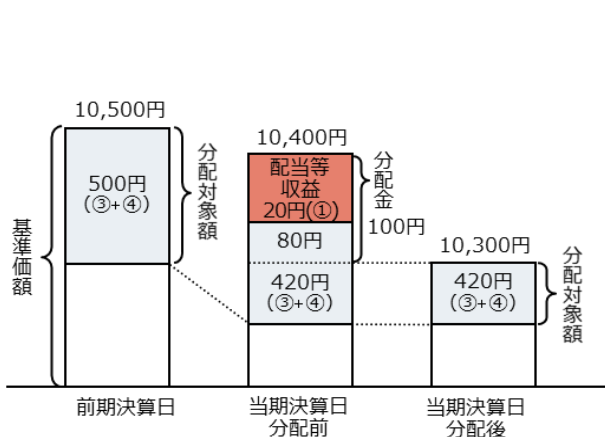 10,500円
500円
(③+④)
分配対象額
基準価額
前期決算日
10,400円
配当等
収益
20円(①)
80円
420円
(③+④)
分配金
100円
当期決算日
分配前
10,300円
420円
(③+④)
分配対象額
当期決算日
分配後